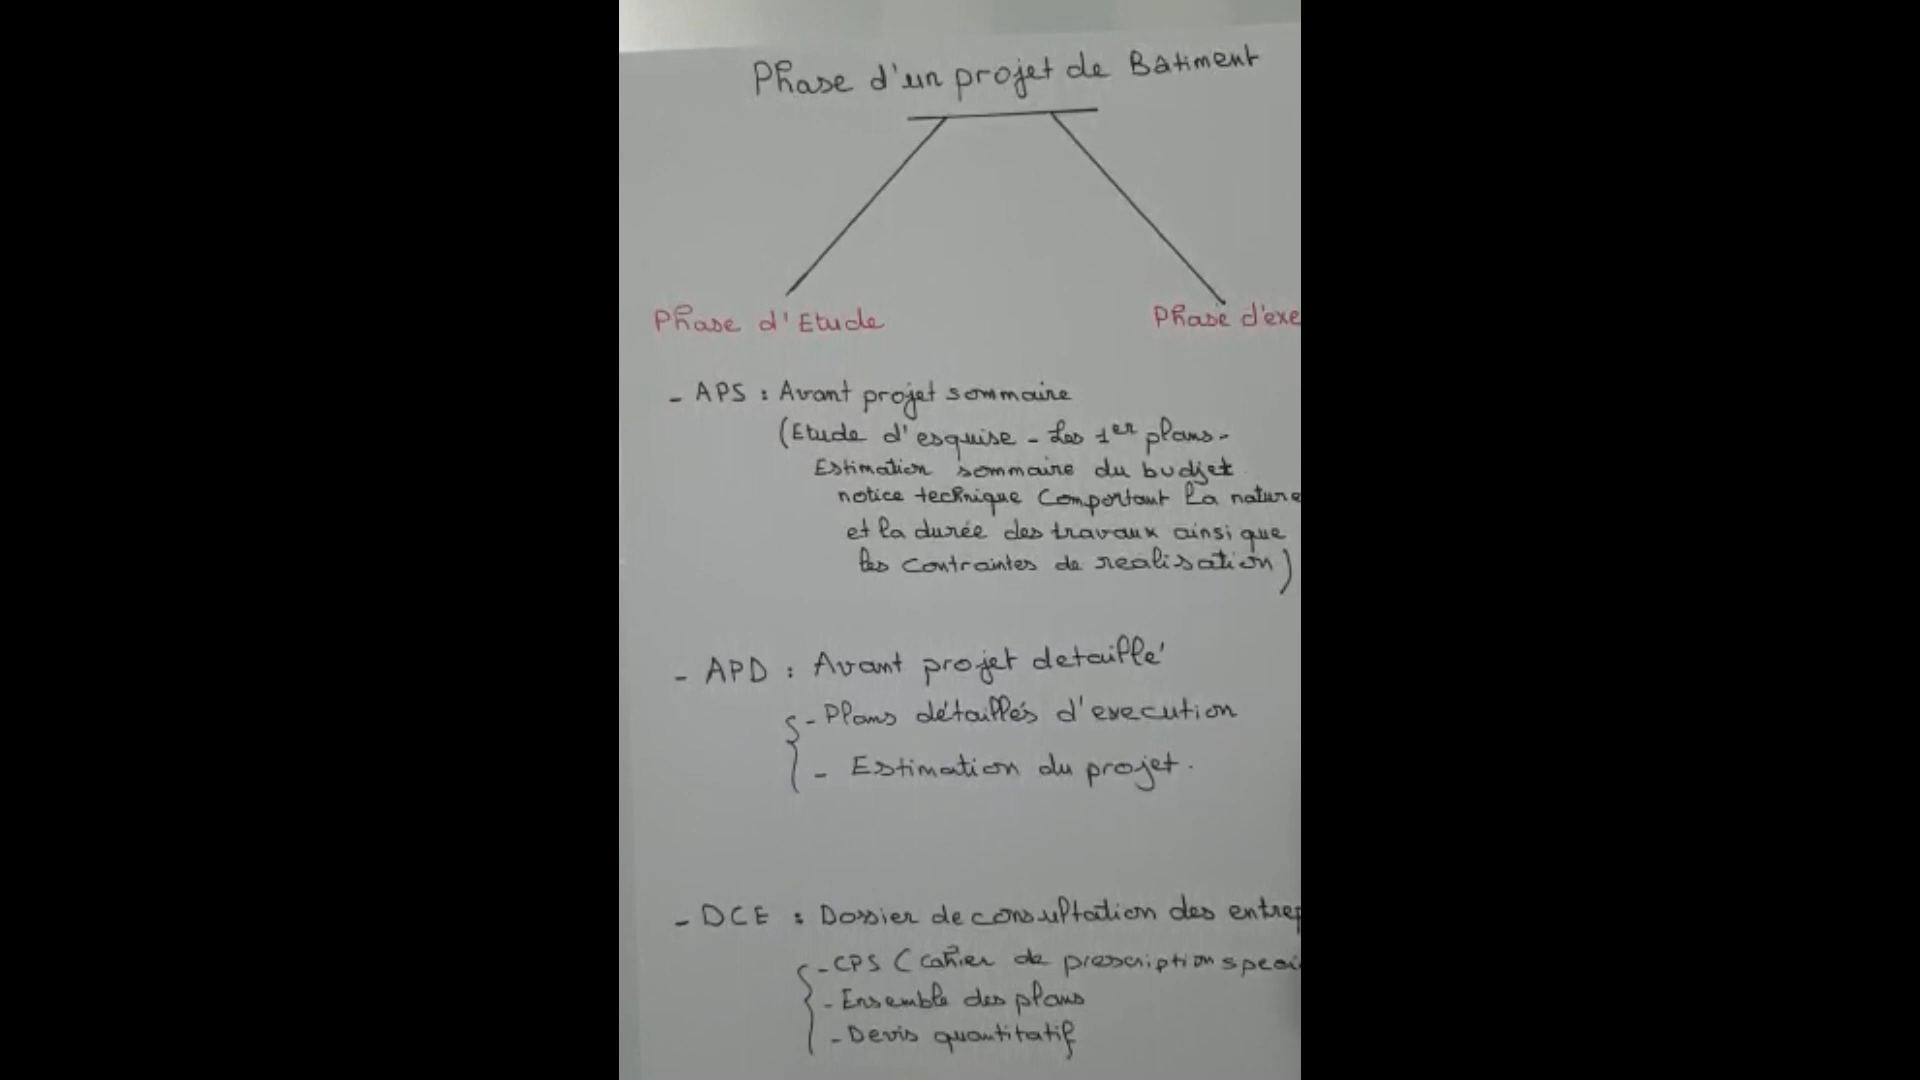 Phase d'un projet de Bâtiment
Phase d'Etude
Phase d'exe
- APS : Avant projet sommaire
(Etude d'esquise - Les 1er plans -
Estimation sommaire du budjet
notice technique comportant la nature
et la durée des travaux ainsi que
les contraintes de realisation)
- APD : Avant projet detaillé
- Plans détaillés d'execution
- Estimation du projet.
- DCE : Dossier de consultation des entrep
- CPS (Cahier de prescription speci
- Ensemble des plans
- Devis quantitatif